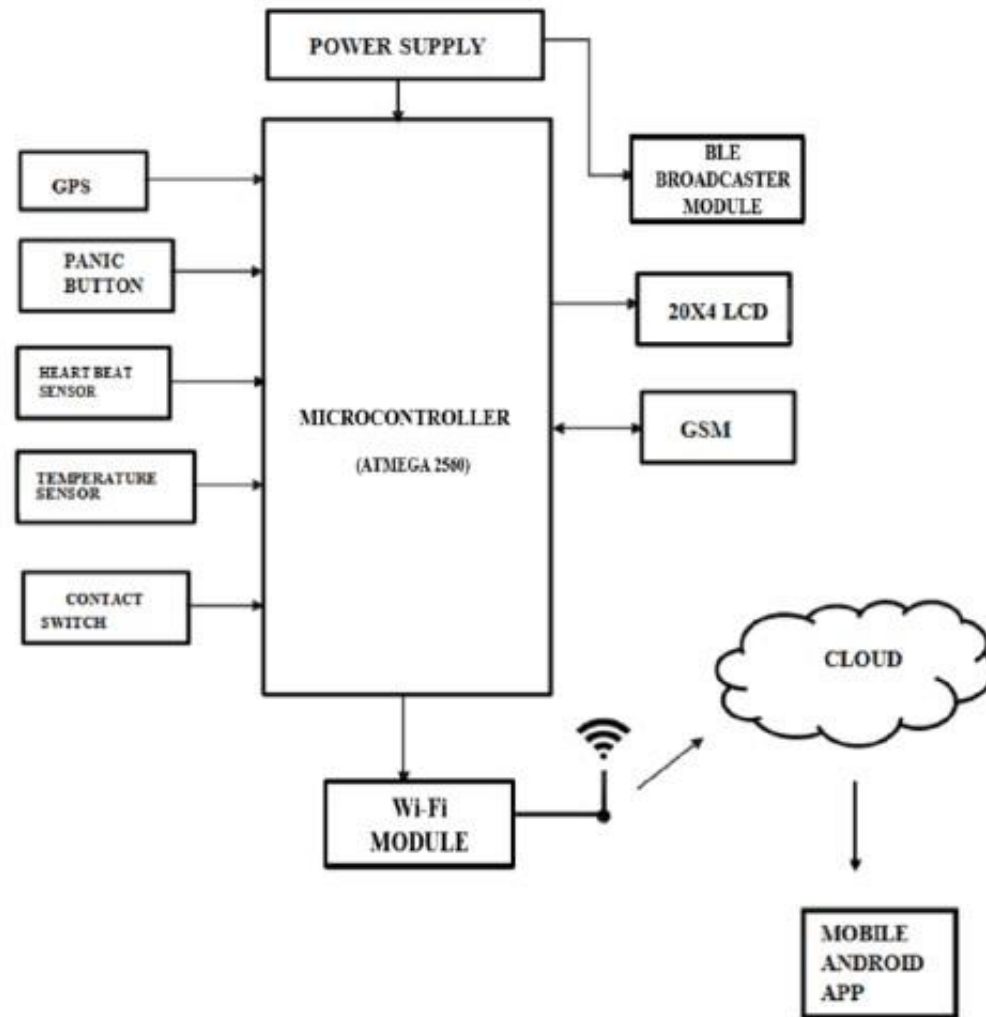 POWER SUPPLY
GPS
PANIC
BUTTON
HEART BEAT
SENSOR
TEMPERATURE
SENSOR
CONTACT
SWITCH
MICROCONTROLLER
(ATMEGA 2560)
BLE
BROADCASTER
MODULE
20X4 LCD
GSM
Wi-Fi
MODULE
CLOUD
MOBILE
ANDROID
APP